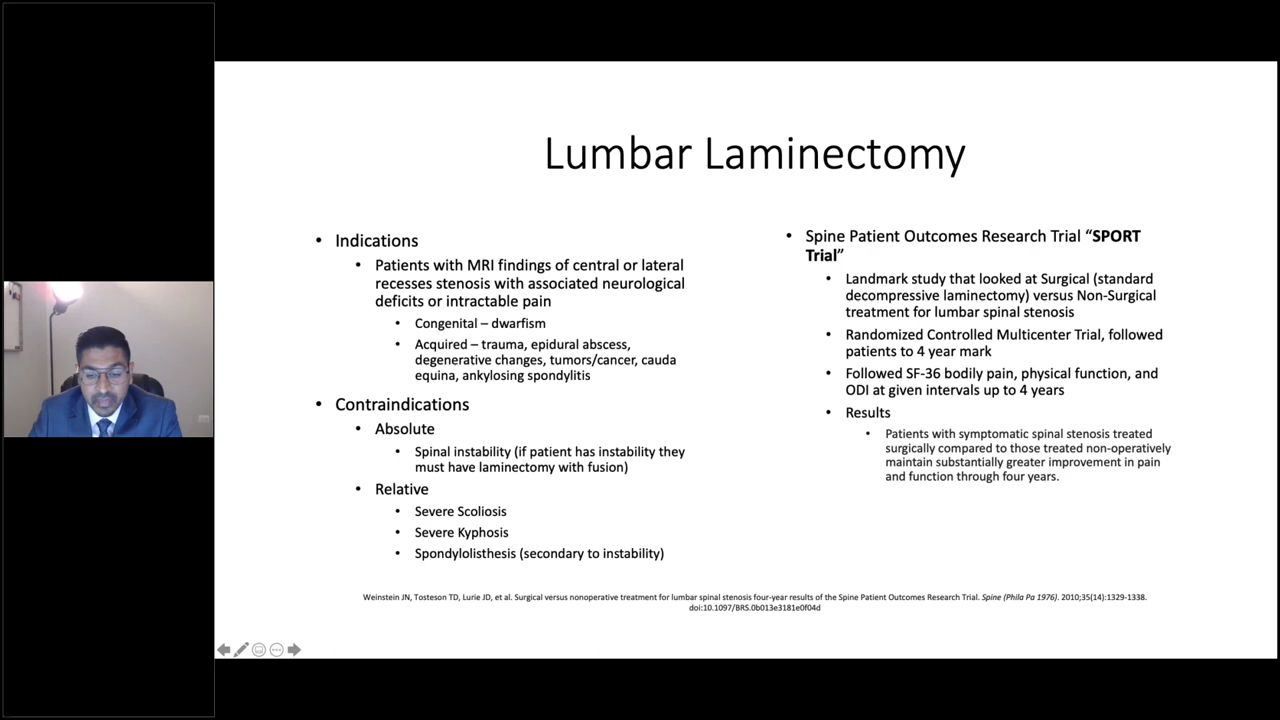 Lumbar Laminectomy
• Indications
• Patients with MRI findings of central or lateral
recesses stenosis with associated neurological
deficits or intractable pain
• Congenital – dwarfism
• Acquired – trauma, epidural abscess,
degenerative changes, tumors/cancer, cauda
equina, ankylosing spondylitis
• Contraindications
• Absolute
• Spinal instability (if patient has instability they
must have laminectomy with fusion)
• Relative
• Severe Scoliosis
• Severe Kyphosis
• Spondylolisthesis (secondary to instability)
• Spine Patient Outcomes Research Trial “SPORT
Trial”
• Landmark study that looked at Surgical (standard
decompressive laminectomy) versus Non-Surgical
treatment for lumbar spinal stenosis
• Randomized Controlled Multicenter Trial, followed
patients to 4 year mark
• Followed SF-36 bodily pain, physical function, and
ODI at given intervals up to 4 years
• Results
• Patients with symptomatic spinal stenosis treated
surgically compared to those treated non-operatively
maintain substantially greater improvement in pain
and function through four years.
Weinstein JN, Tosteson TD, Lurie JD, et al. Surgical versus nonoperative treatment for lumbar spinal stenosis four-year results of the Spine Patient Outcomes Research Trial. Spine (Phila Pa 1976). 2010;35(14):1329-1338.
doi:10.1097/BRS.0b013e3181e0f04d